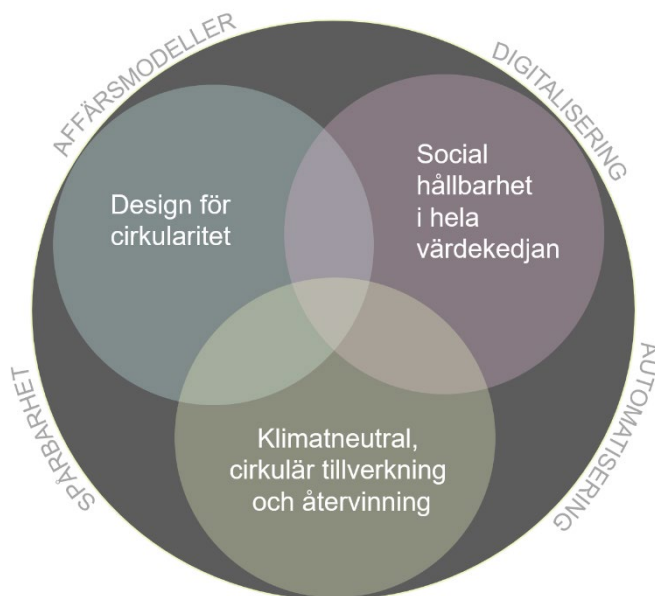 AFFÄRSMODELLER
DIGITALISERING
Design för
cirkularitet
Social
hållbarhet
i hela
värdekedjan
SPÅRBARHET
AUTOMATISERING
Klimatneutral,
cirkulär tillverkning
och återvinning